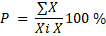 P = ∑X / Xi X 100 %